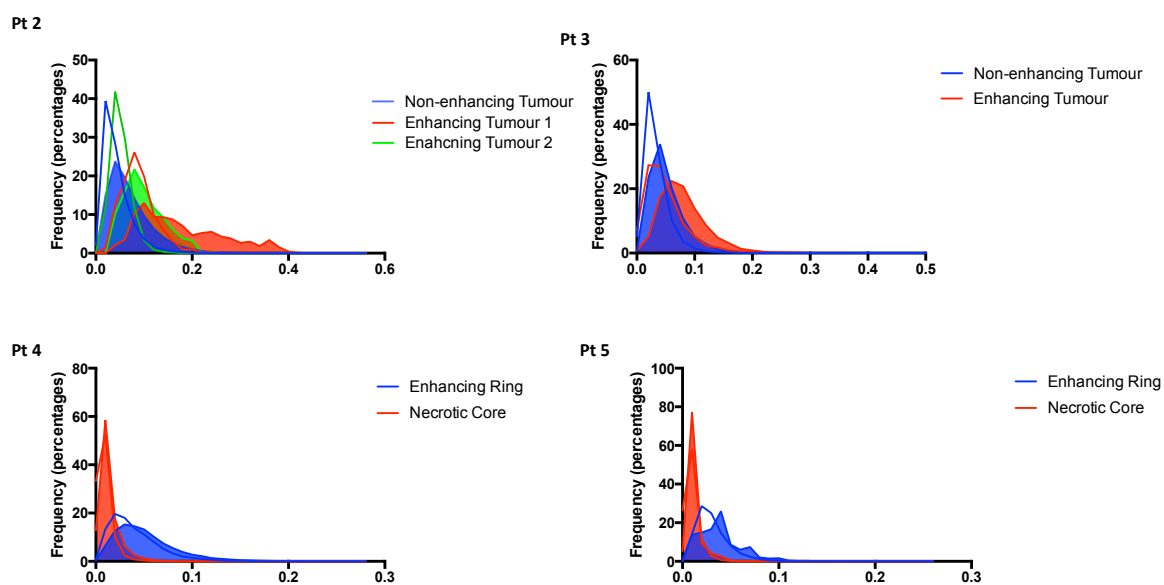 Pt 2
Frequency (percentages)
50
40
30
20
10
0
0.0 0.2 0.4 0.6
Non-enhancing Tumour
Enhancing Tumour 1
Enahcning Tumour 2
Pt 3
Frequency (percentages)
60
40
20
0
0.0 0.1 0.2 0.3 0.4 0.5
Non-enhancing Tumour
Enhancing Tumour
Pt 4
Frequency (percentages)
80
60
40
20
0
0.0 0.1 0.2 0.3
Enhancing Ring
Necrotic Core
Pt 5
Frequency (percentages)
100
80
60
40
20
0
0.0 0.1 0.2 0.3
Enhancing Ring
Necrotic Core